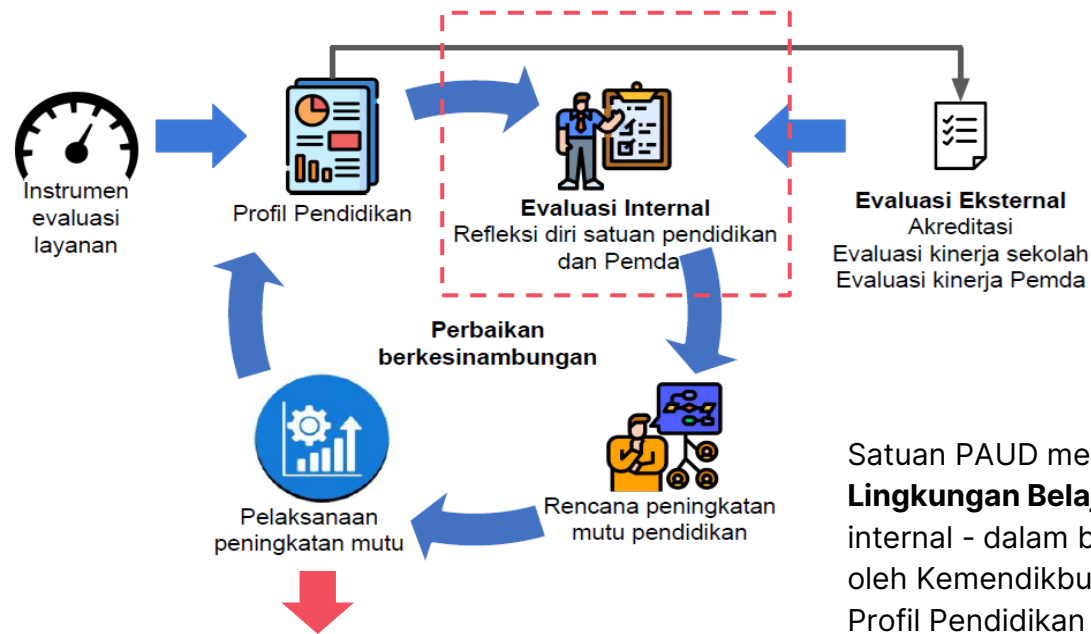 Instrumen
evaluasi
layanan
Profil Pendidikan
Evaluasi Internal
Refleksi diri satuan pendidikan
dan Pemda
Evaluasi Eksternal
Akreditasi
Evaluasi kinerja sekolah
Evaluasi kinerja Pemda
Perbaikan
berkesinambungan
Rencana peningkatan
mutu pendidikan
Pelaksanaan
peningkatan mutu
Satuan PAUD me
Lingkungan Bela
internal - dalam b
oleh Kemendikbu
Profil Pendidikan